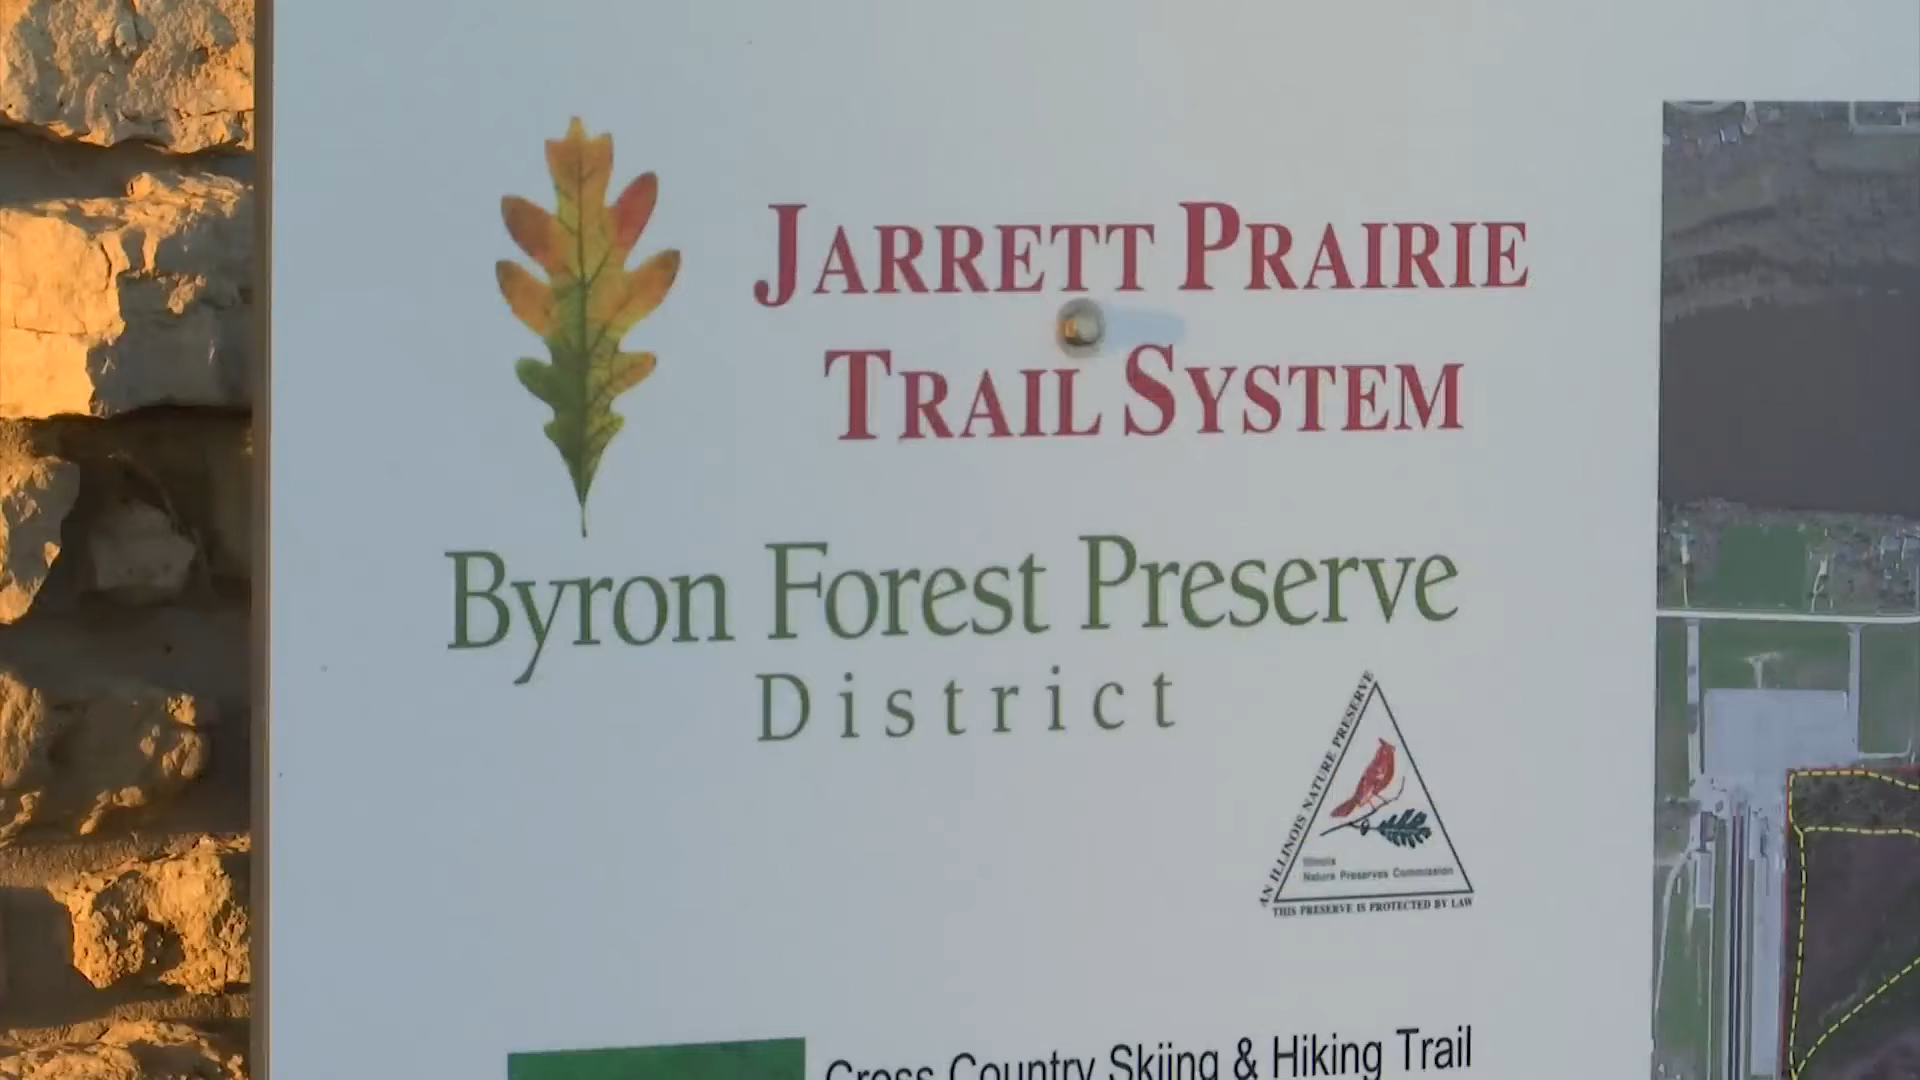 JARRETT PRAIRIE
TRAIL SYSTEM
Byron Forest Preserve
District
AN ILLINOIS NATURE PRESERVE
Illinois
Nature Preserves Commission
THIS PRESERVE IS PROTECTED BY LAW
Cross Country Skiing & Hiking Trail